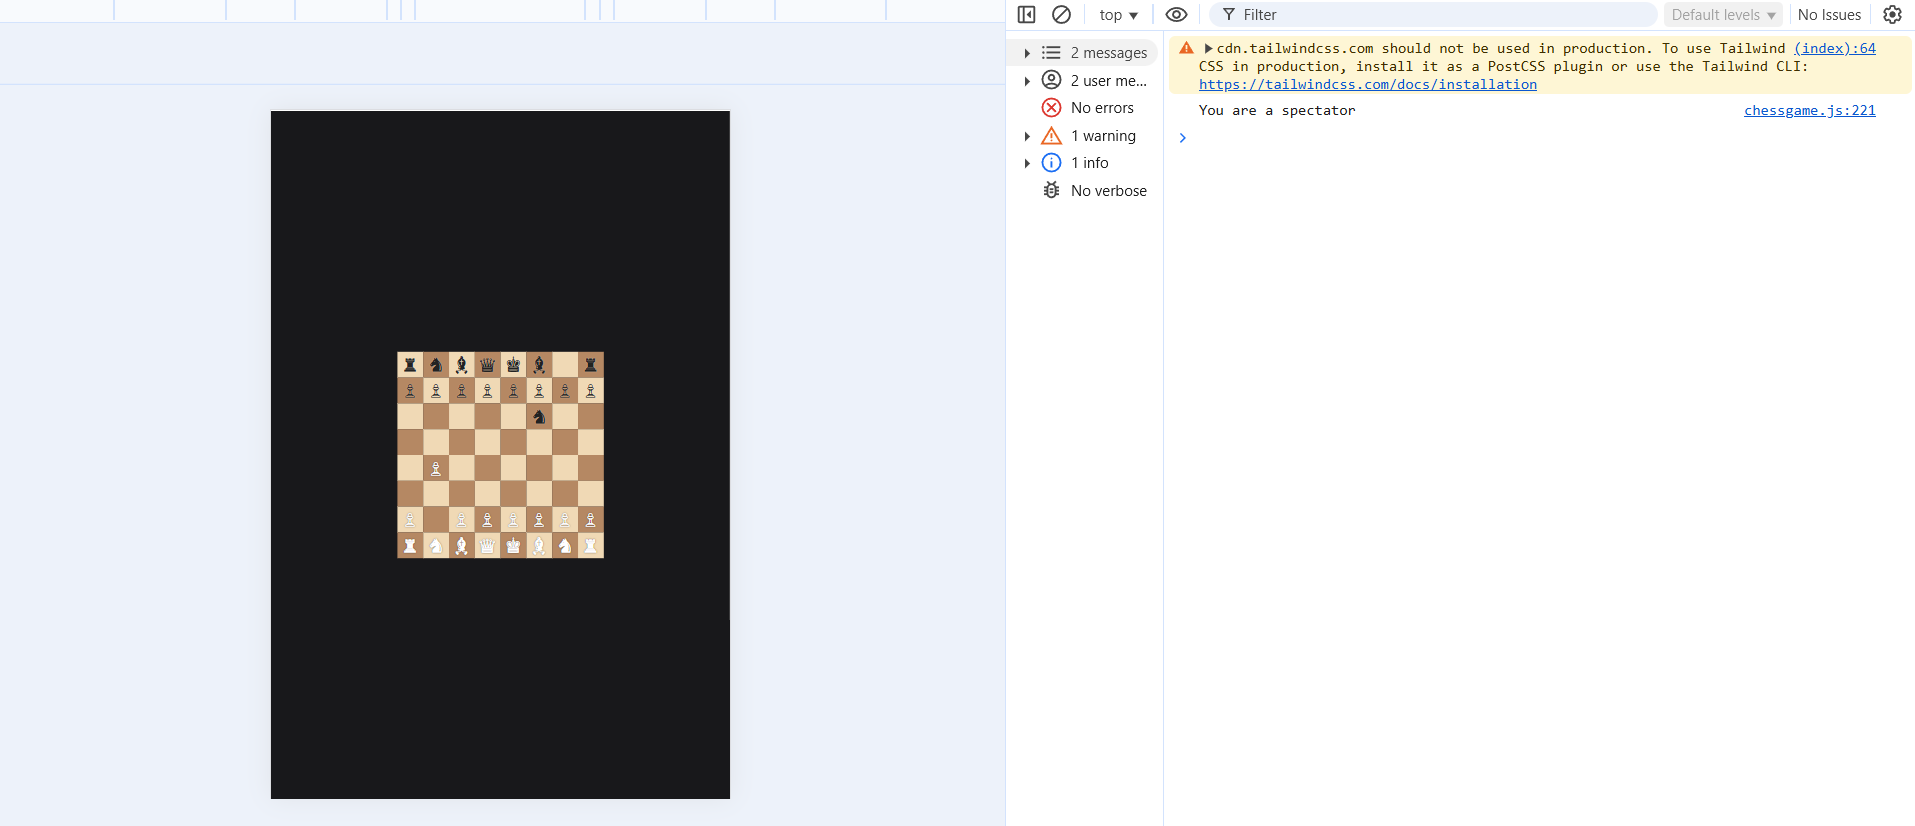 top ▼
Filter
Default levels ▼
No Issues
2 messages
2 user me...
No errors
1 warning
1 info
No verbose
cdn.tailwindcss.com should not be used in production. To use Tailwind (index):64
CSS in production, install it as a PostCSS plugin or use the Tailwind CLI:
https://tailwindcss.com/docs/installation
You are a spectator chessgame.js:221